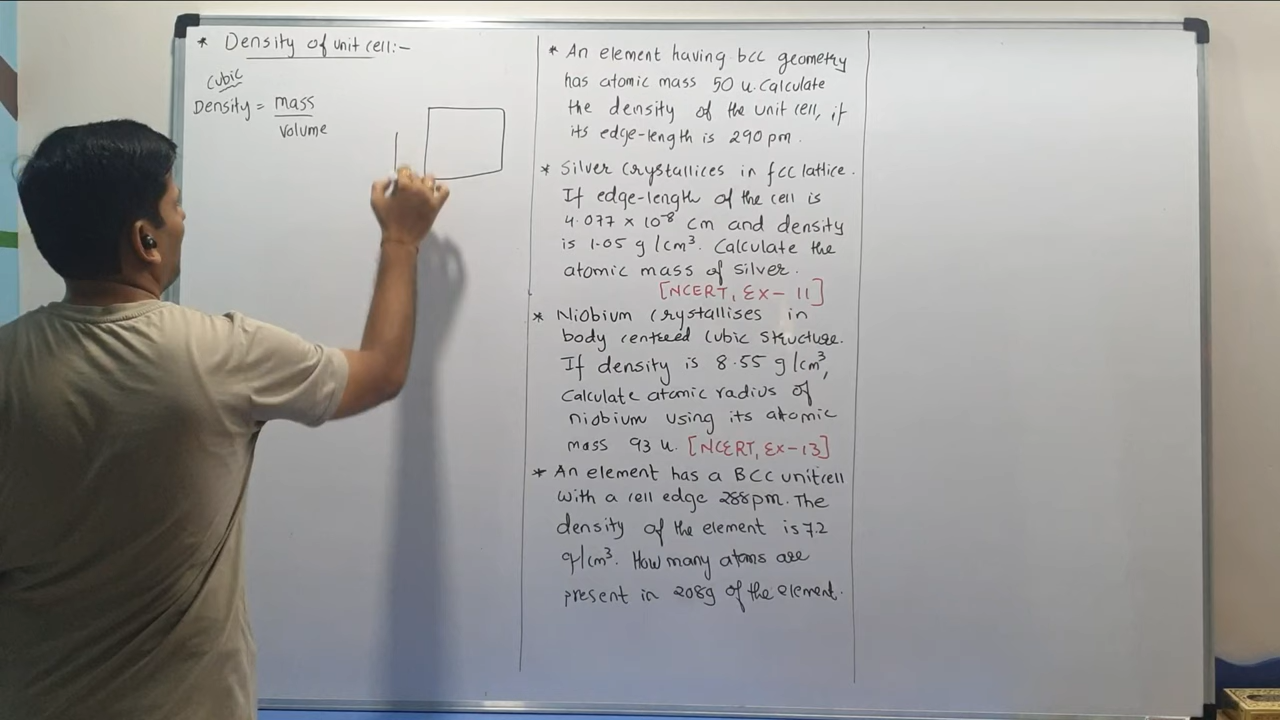 * Density of unit cell:-
cubic
Density = mass
volume
* An element having bcc geometry
has atomic mass 50 u. Calculate
the density of the unit cell, if
its edge-length is 290 pm.
* Silver crystallices in fcc lattice.
If edge-length of the cell is
4.077 × 10⁻⁸ cm and density
is 1.05 g/cm³. Calculate the
atomic mass of silver.
[NCERT, Ex- 11]
* Niobium crystallises in
body centred cubic structure.
If density is 8.55 g/cm³,
Calculate atomic radius of
niobium using its atomic
mass 93 u. [NCERT, Ex-13]
* An element has a BCC unitcell
with a cell edge 288pm. The
density of the element is 7.2
g/cm³. How many atoms are
present in 208g of the element.